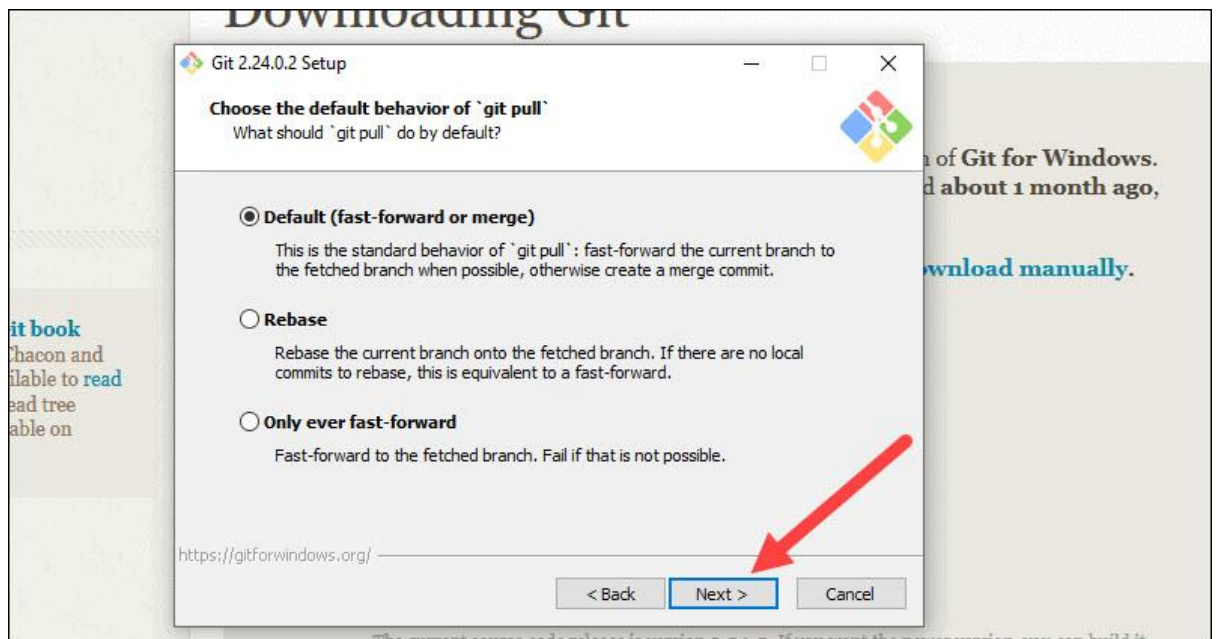 Downloading Git
Git 2.24.0.2 Setup
Choose the default behavior of `git pull`
What should `git pull` do by default?
of Git for Windows.
about 1 month ago,
Default (fast-forward or merge)
This is the standard behavior of `git pull`: fast-forward the current branch to
the fetched branch when possible, otherwise create a merge commit.
ownload manually.
Rebase
Rebase the current branch onto the fetched branch. If there are no local
commits to rebase, this is equivalent to a fast-forward.
it book
Chacon and
ilable to read
ead tree
able on
Only ever fast-forward
Fast-forward to the fetched branch. Fail if that is not possible.
https://gitforwindows.org/
< Back Next > Cancel